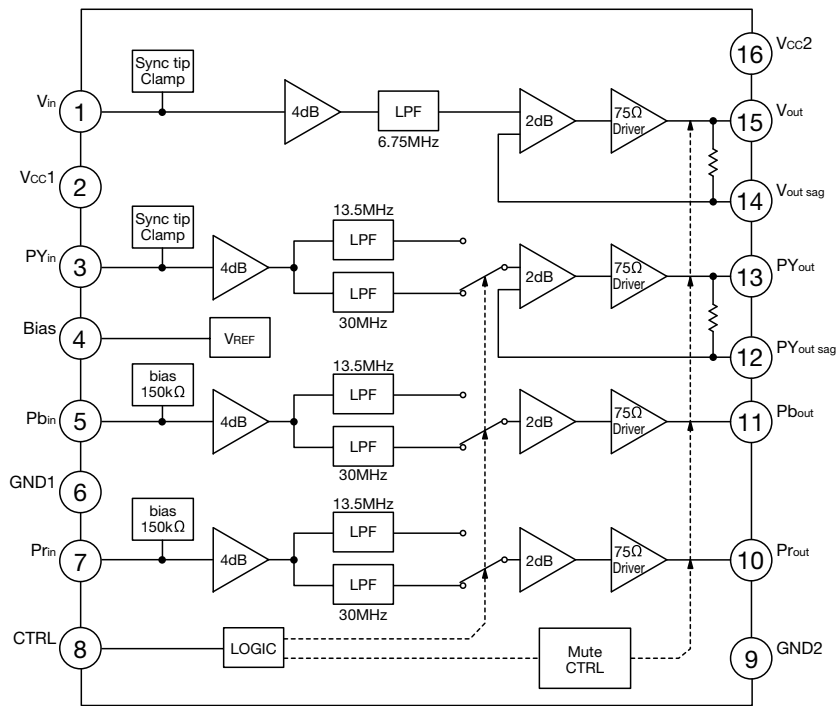 Sync tip
Clamp
Vin
1
4dB
LPF
6.75MHz
2dB
75Ω
Driver
16
VCC2
15
Vout
VCC1
2
14
Vout sag
Sync tip
Clamp
PYin
3
4dB
13.5MHz
LPF
LPF
30MHz
2dB
75Ω
Driver
13
PYout
Bias
4
VREF
12
PYout sag
bias
150kΩ
Pbin
5
4dB
13.5MHz
LPF
LPF
30MHz
2dB
75Ω
Driver
11
Pbout
GND1
6
bias
150kΩ
Prin
7
4dB
13.5MHz
LPF
LPF
30MHz
2dB
75Ω
Driver
10
Prout
CTRL
8
LOGIC
Mute
CTRL
9
GND2